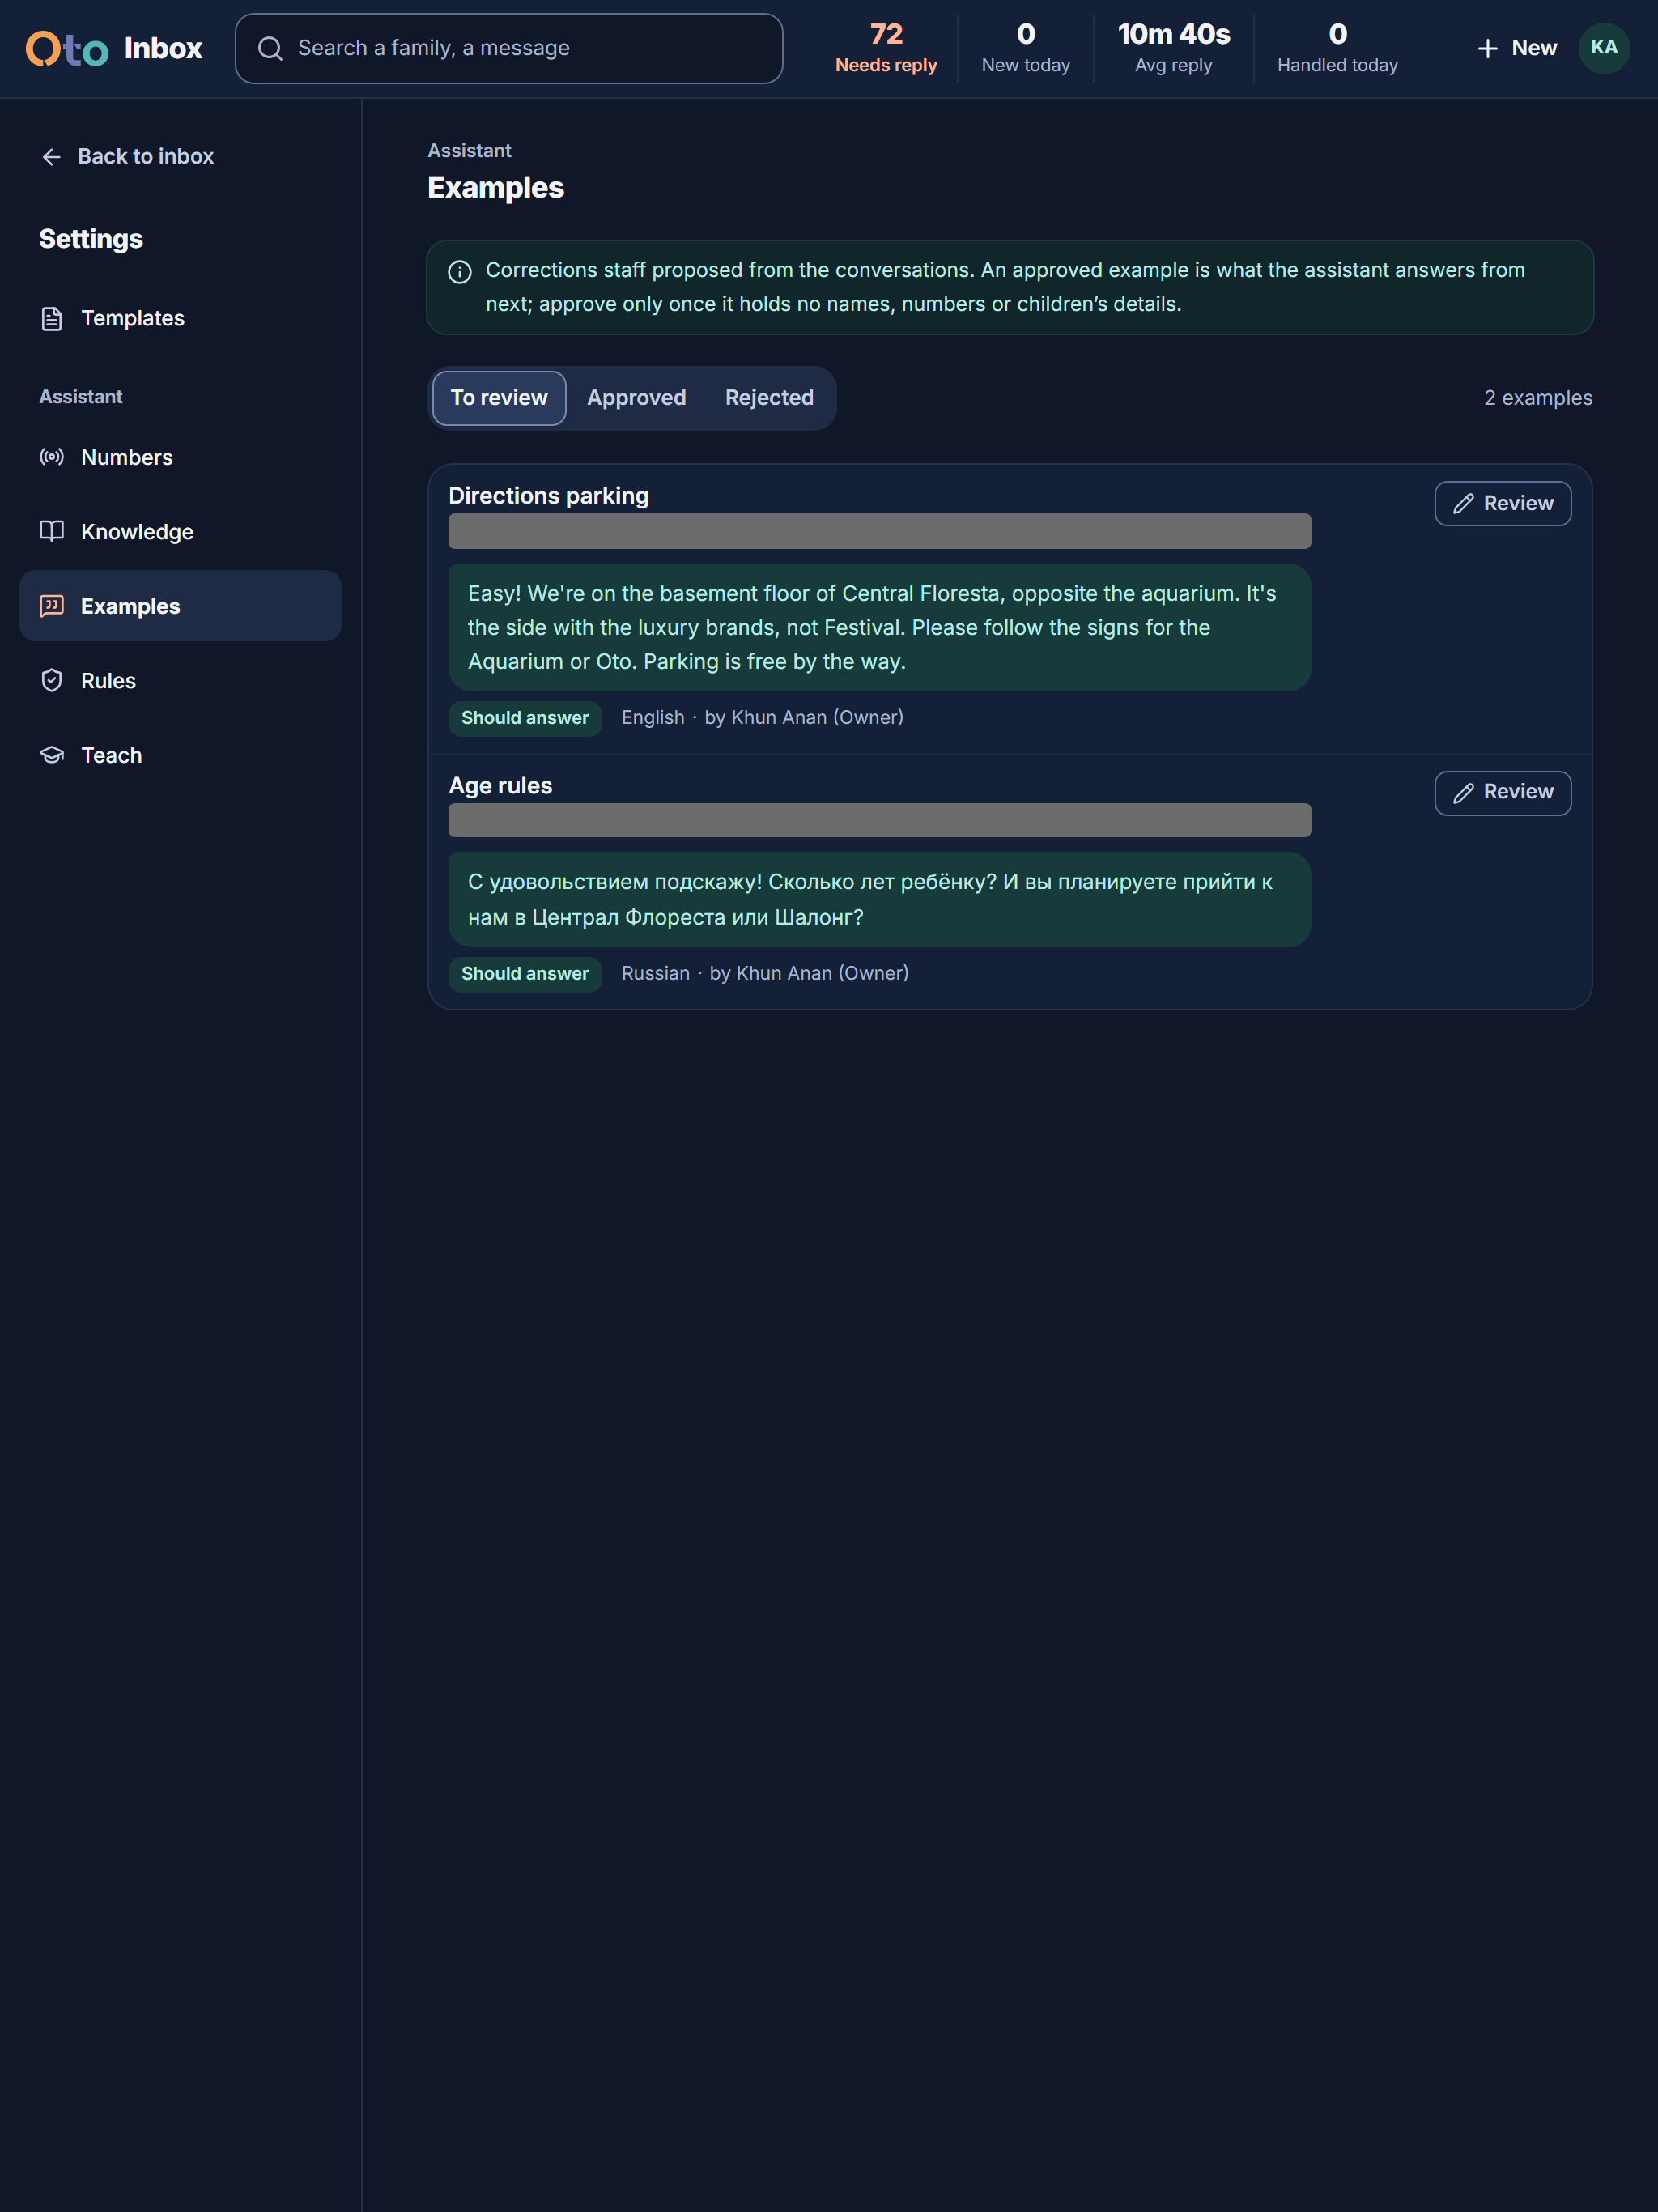 Oto Inbox
Search a family, a message
72
Needs reply
0
New today
10m 40s
Avg reply
0
Handled today
New
KA
Back to inbox
Settings
Templates
Assistant
Numbers
Knowledge
Examples
Rules
Teach
Assistant
Examples
Corrections staff proposed from the conversations. An approved example is what the assistant answers from
next; approve only once it holds no names, numbers or children’s details.
To review
Approved
Rejected
2 examples
Directions parking
Review
Easy! We're on the basement floor of Central Floresta, opposite the aquarium. It's
the side with the luxury brands, not Festival. Please follow the signs for the
Aquarium or Oto. Parking is free by the way.
Should answer
English · by Khun Anan (Owner)
Age rules
Review
С удовольствием подскажу! Сколько лет ребёнку? И вы планируете прийти к
нам в Централ Флореста или Шалонг?
Should answer
Russian · by Khun Anan (Owner)